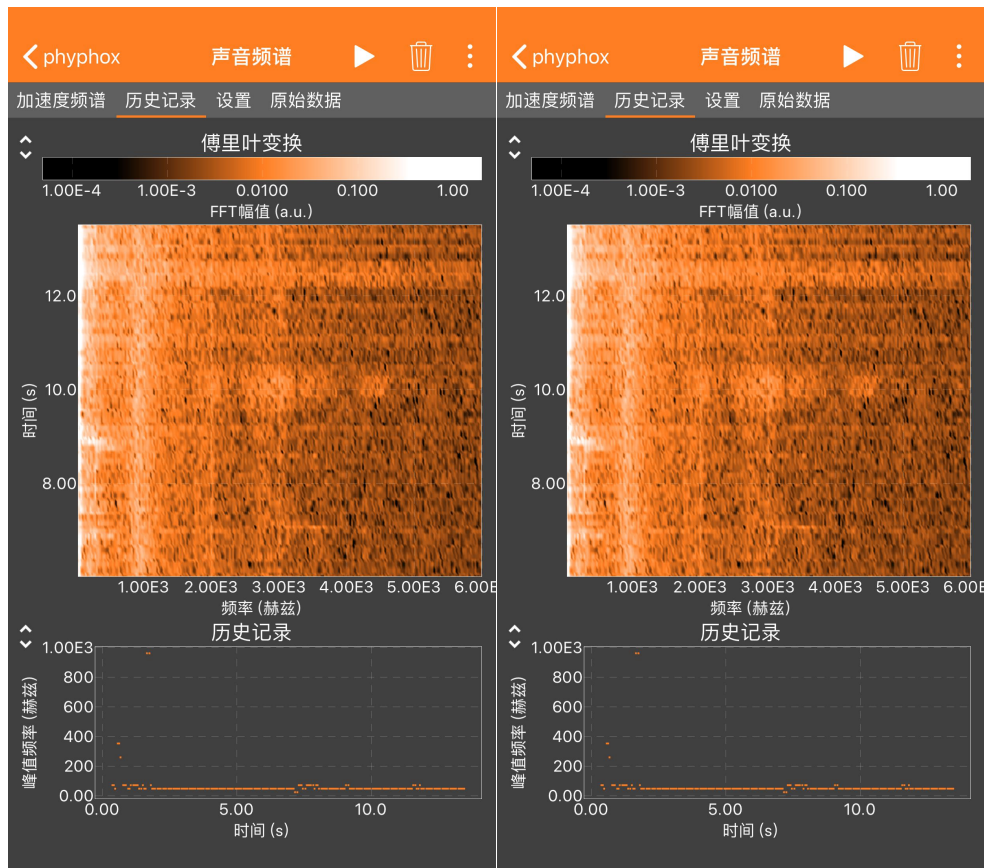 phyphox 声音频谱
加速度频谱 历史记录 设置 原始数据
傅里叶变换
1.00E-4 1.00E-3 0.0100 0.100 1.00
FFT幅值 (a.u.)
12.0
10.0
8.00
时间 (s)
1.00E3 2.00E3 3.00E3 4.00E3 5.00E3 6.00E
频率 (赫兹)
历史记录
1.00E3
800
600
400
200
0.00
峰值频率 (赫兹)
0.00 5.00 10.0
时间 (s)
phyphox 声音频谱
加速度频谱 历史记录 设置 原始数据
傅里叶变换
1.00E-4 1.00E-3 0.0100 0.100 1.00
FFT幅值 (a.u.)
12.0
10.0
8.00
时间 (s)
1.00E3 2.00E3 3.00E3 4.00E3 5.00E3 6.00E
频率 (赫兹)
历史记录
1.00E3
800
600
400
200
0.00
峰值频率 (赫兹)
0.00 5.00 10.0
时间 (s)